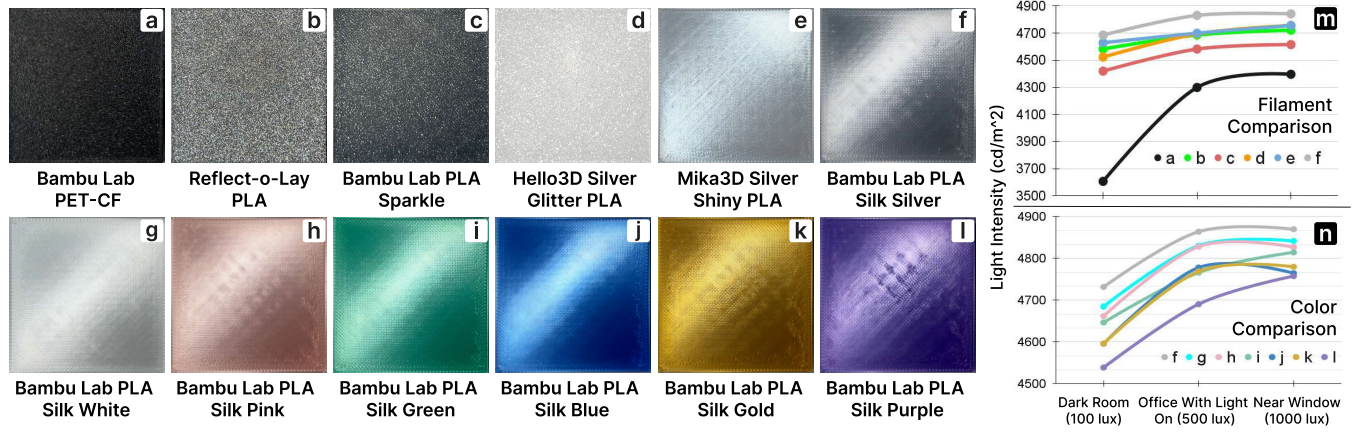 a
b
c
d
e
f
Bambu Lab
PET-CF
Reflect-o-Lay
PLA
Bambu Lab PLA
Sparkle
Hello3D Silver
Glitter PLA
Mika3D Silver
Shiny PLA
Bambu Lab PLA
Silk Silver
g
h
i
j
k
l
Bambu Lab PLA
Silk White
Bambu Lab PLA
Silk Pink
Bambu Lab PLA
Silk Green
Bambu Lab PLA
Silk Blue
Bambu Lab PLA
Silk Gold
Bambu Lab PLA
Silk Purple
Light Intensity (cd/m^2)
m
4900
4700
4500
4300
4100
3900
3700
3500
Filament
Comparison
a b c d e f
n
4900
4800
4700
4600
4500
Color
Comparison
f g h i j k l
Dark Room
(100 lux)
Office With Light
On (500 lux)
Near Window
(1000 lux)